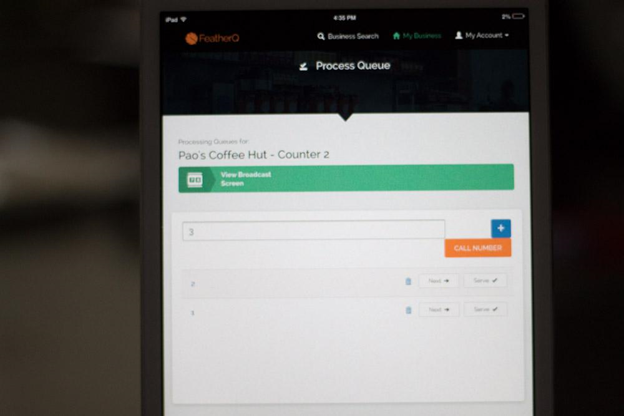 iPad 4:35 PM 2%
FeatherQ Business Search My Business My Account
Process Queue
Processing Queues for:
Pao's Coffee Hut - Counter 2
View Broadcast
Screen
3 +
CALL NUMBER
2 Next Serve
1 Next Serve